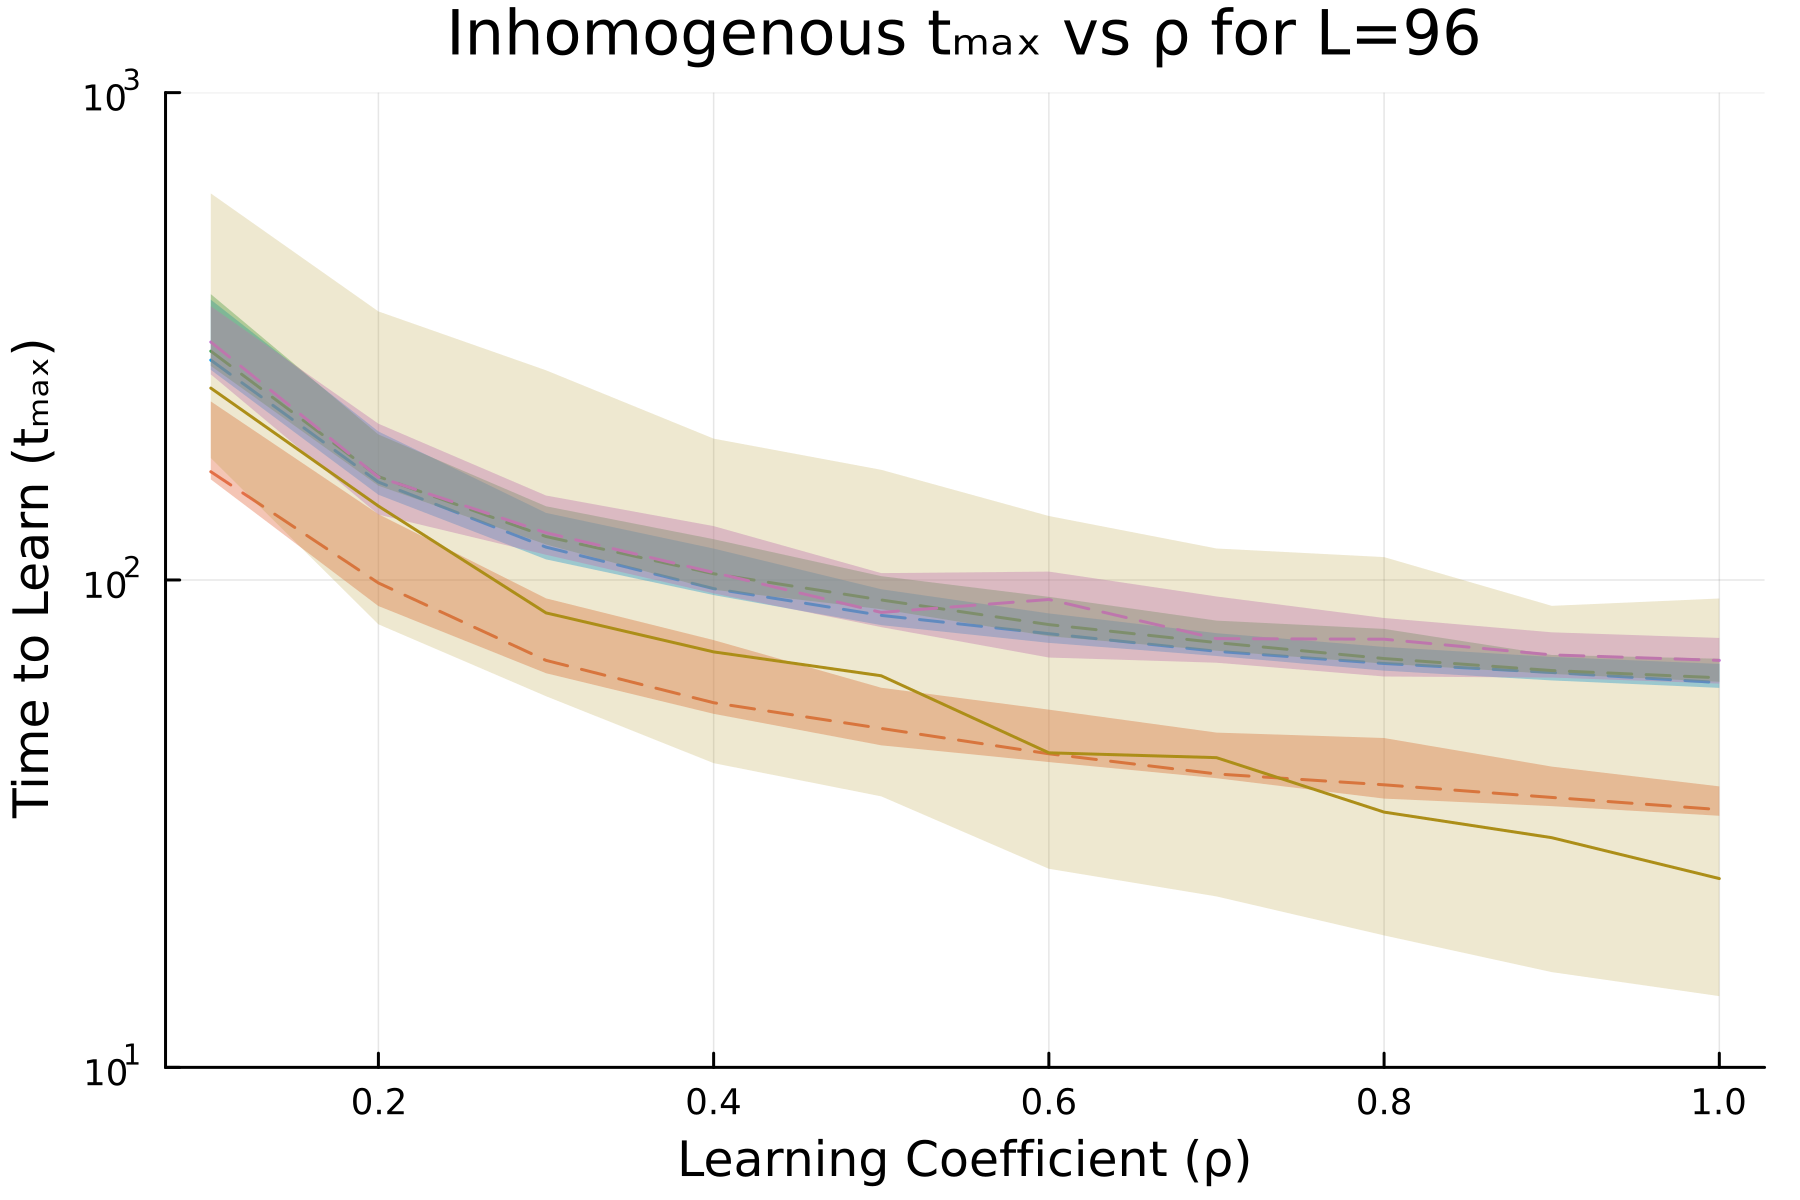 Inhomogenous tₘₐₓ vs ρ for L=96
10³
10²
10¹
Time to Learn (tₘₐₓ)
0.2 0.4 0.6 0.8 1.0
Learning Coefficient (ρ)